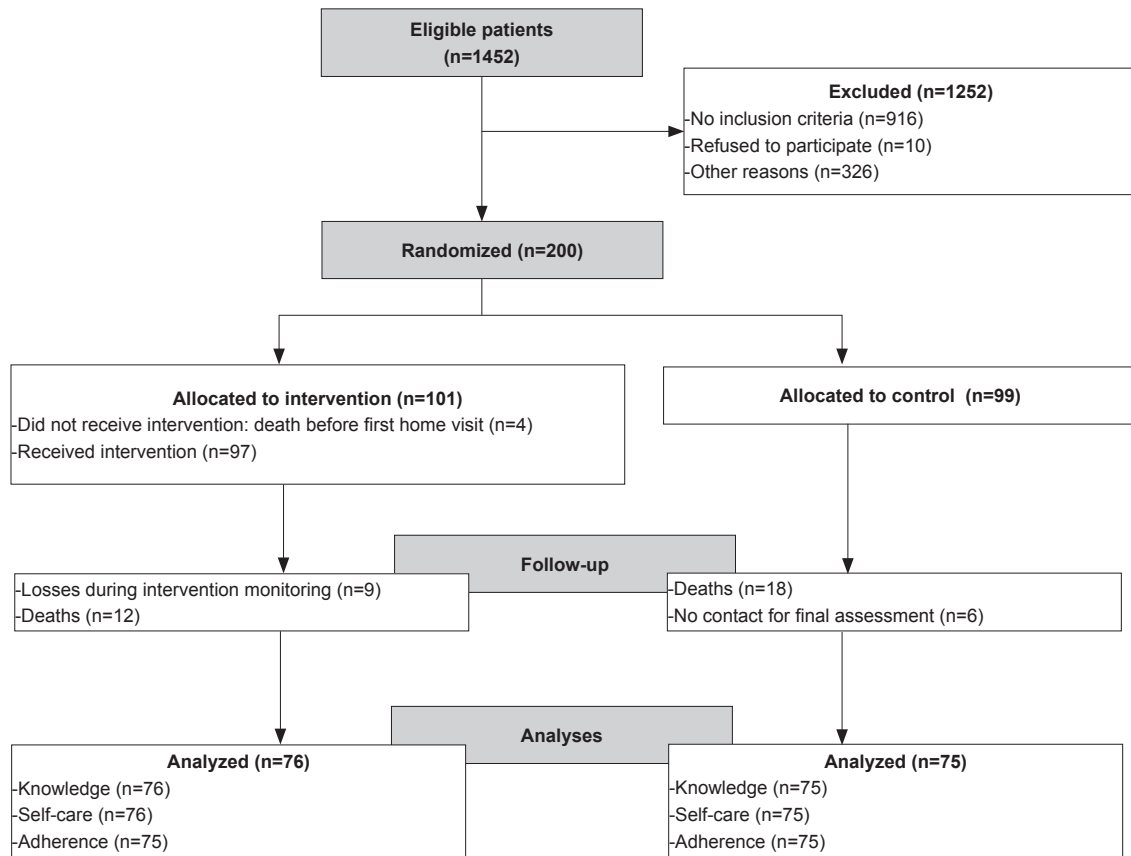 Eligible patients
(n=1452)
Excluded (n=1252)
-No inclusion criteria (n=916)
-Refused to participate (n=10)
-Other reasons (n=326)
Randomized (n=200)
Allocated to intervention (n=101)
-Did not receive intervention: death before first home visit (n=4)
-Received intervention (n=97)
Allocated to control (n=99)
Follow-up
-Losses during intervention monitoring (n=9)
-Deaths (n=12)
-Deaths (n=18)
-No contact for final assessment (n=6)
Analyses
Analyzed (n=76)
-Knowledge (n=76)
-Self-care (n=76)
-Adherence (n=75)
Analyzed (n=75)
-Knowledge (n=75)
-Self-care (n=75)
-Adherence (n=75)